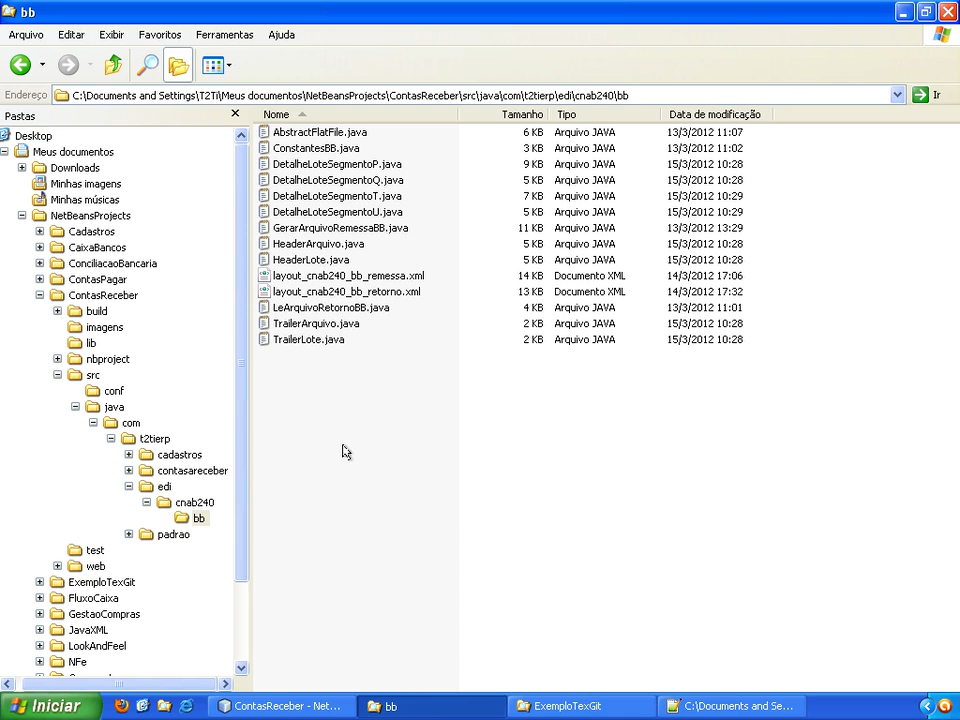 bb
Arquivo Editar Exibir Favoritos Ferramentas Ajuda
Endereço C:\Documents and Settings\T2Ti\Meus documentos\NetBeansProjects\ContasReceber\src\java\com\t2tierp\edi\cnab240\bb Ir
Pastas
Desktop
Meus documentos
Downloads
Minhas imagens
Minhas músicas
NetBeansProjects
Cadastros
CaixaBancos
ConciliacaoBancaria
ContasPagar
ContasReceber
build
imagens
lib
nbproject
src
conf
java
com
t2tierp
cadastros
contasreceber
edi
cnab240
bb
padrao
test
web
ExemploTexGit
FluxoCaixa
GestaoCompras
JavaXML
LookAndFeel
NFe
Nome Tamanho Tipo Data de modificação
AbstractFlatFile.java 6 KB Arquivo JAVA 13/3/2012 11:07
ConstantesBB.java 3 KB Arquivo JAVA 13/3/2012 11:02
DetalheLoteSegmentoP.java 9 KB Arquivo JAVA 15/3/2012 10:28
DetalheLoteSegmentoQ.java 5 KB Arquivo JAVA 15/3/2012 10:28
DetalheLoteSegmentoT.java 7 KB Arquivo JAVA 15/3/2012 10:29
DetalheLoteSegmentoU.java 5 KB Arquivo JAVA 15/3/2012 10:29
GerarArquivoRemessaBB.java 11 KB Arquivo JAVA 13/3/2012 13:29
HeaderArquivo.java 5 KB Arquivo JAVA 15/3/2012 10:28
HeaderLote.java 5 KB Arquivo JAVA 15/3/2012 10:28
layout_cnab240_bb_remessa.xml 14 KB Documento XML 14/3/2012 17:06
layout_cnab240_bb_retorno.xml 13 KB Documento XML 14/3/2012 17:32
LeArquivoRetornoBB.java 4 KB Arquivo JAVA 13/3/2012 11:01
TrailerArquivo.java 2 KB Arquivo JAVA 15/3/2012 10:28
TrailerLote.java 2 KB Arquivo JAVA 15/3/2012 10:28
Iniciar ContasReceber - Net... bb ExemploTexGit C:\Documents and Se...